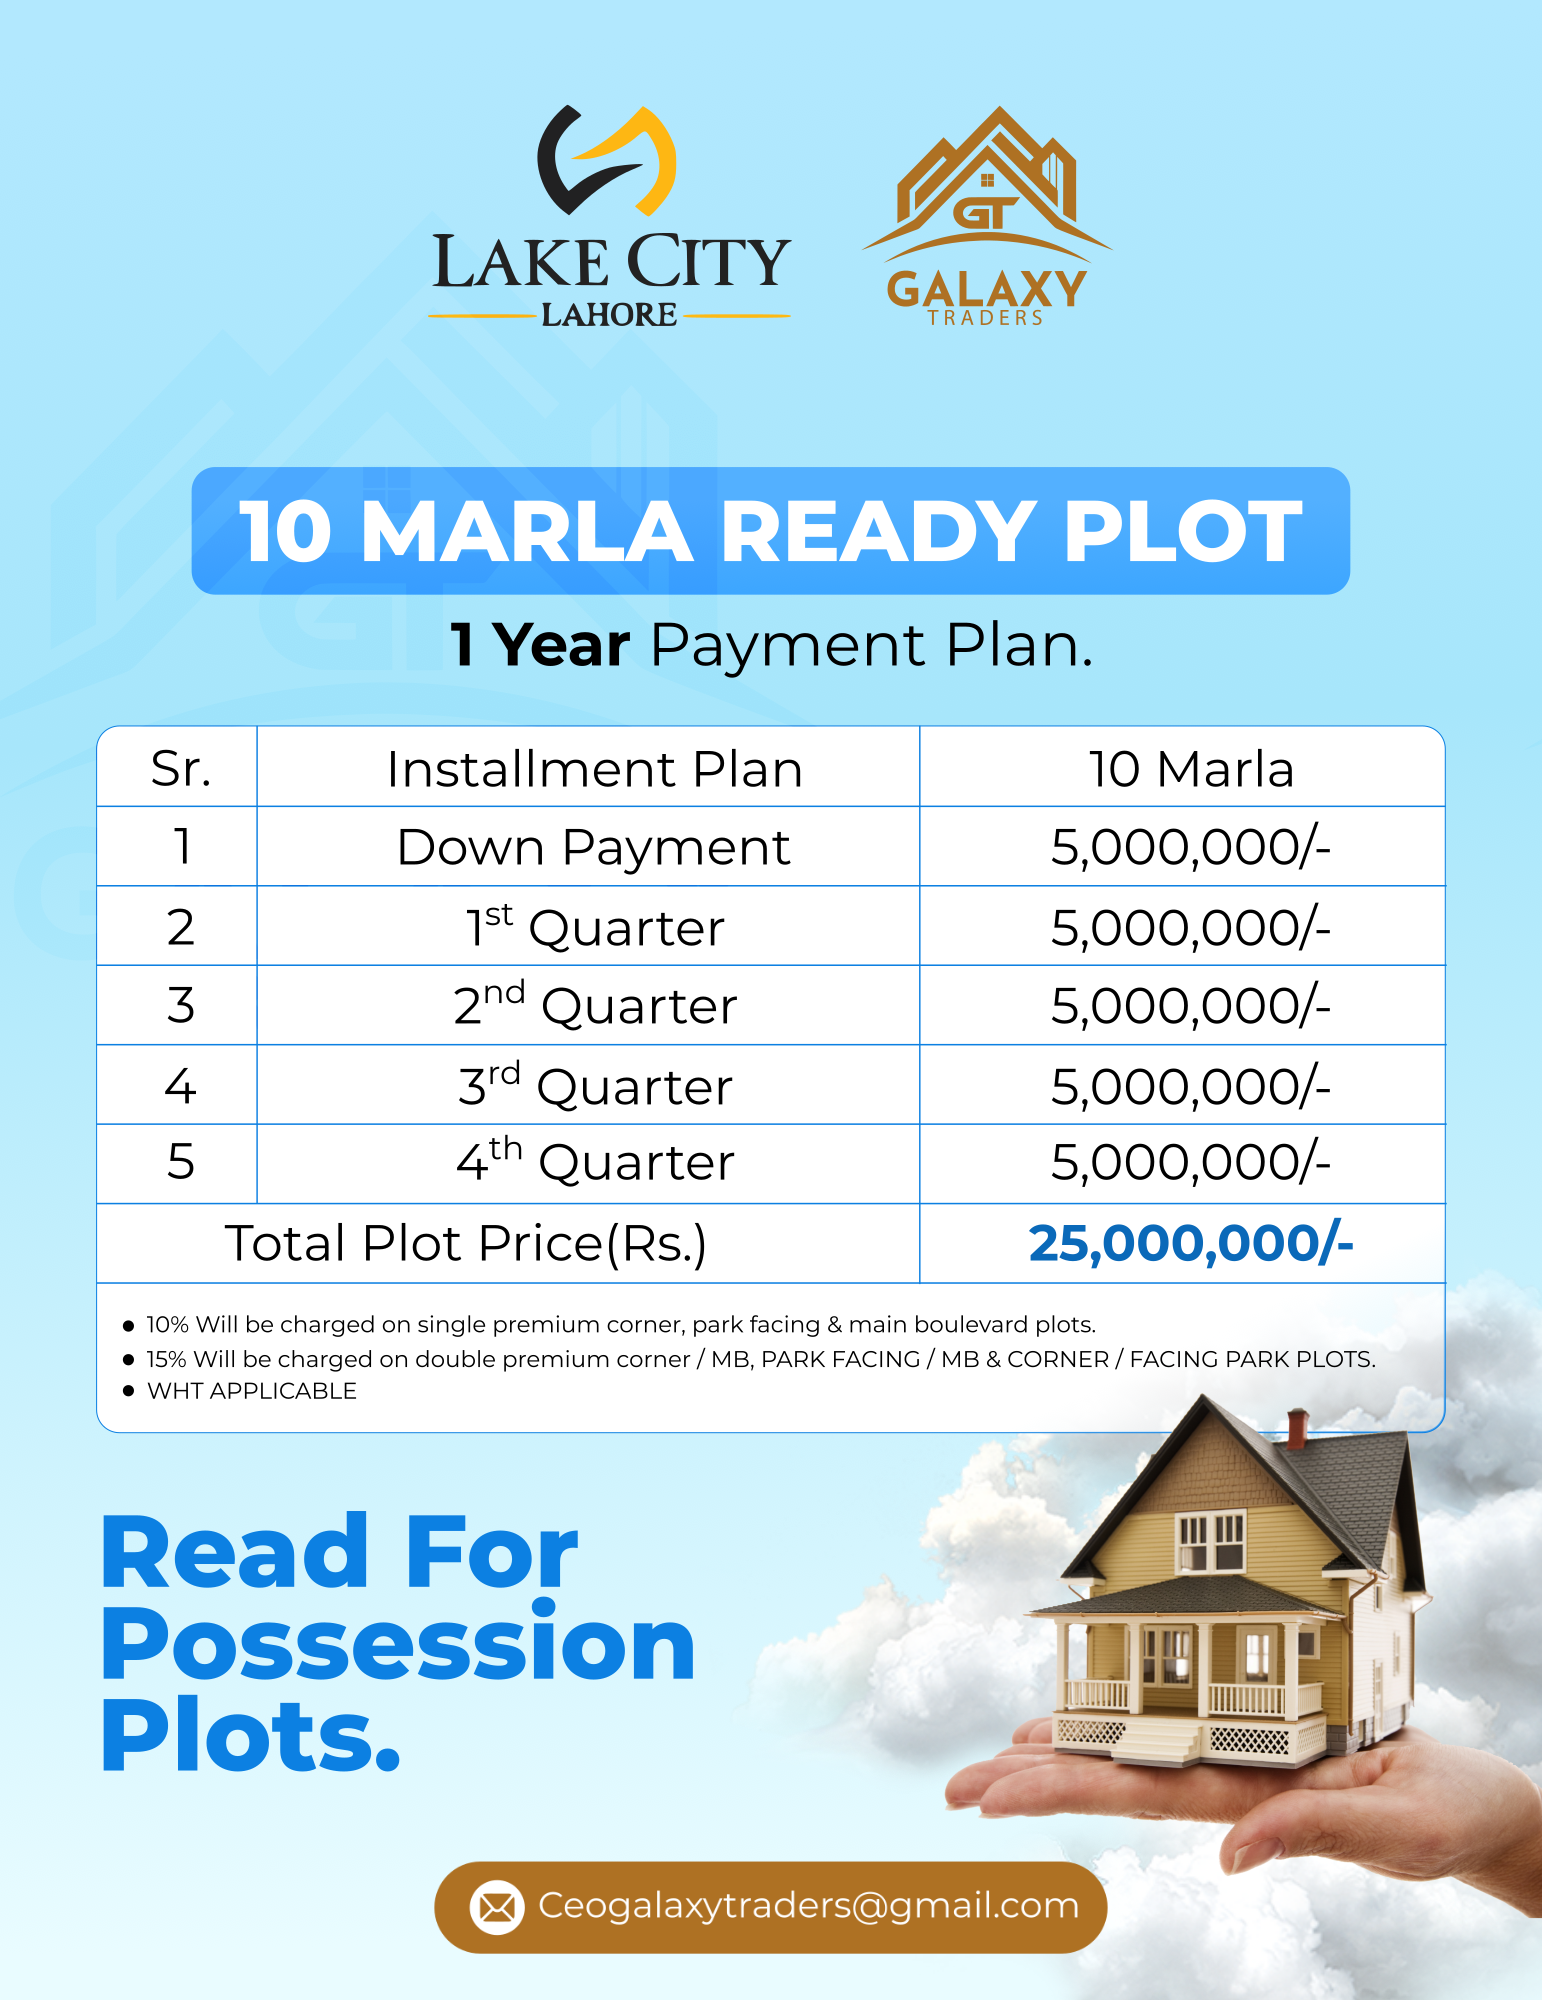 LAKE CITY
LAHORE
GT
GALAXY
TRADERS
10 MARLA READY PLOT
1 Year Payment Plan.
Sr. Installment Plan 10 Marla
1 Down Payment 5,000,000/-
2 1st Quarter 5,000,000/-
3 2nd Quarter 5,000,000/-
4 3rd Quarter 5,000,000/-
5 4th Quarter 5,000,000/-
Total Plot Price(Rs.) 25,000,000/-
● 10% Will be charged on single premium corner, park facing & main boulevard plots.
● 15% Will be charged on double premium corner / MB, PARK FACING / MB & CORNER / FACING PARK PLOTS.
● WHT APPLICABLE
Read For
Possession
Plots.
Ceogalaxytraders@gmail.com